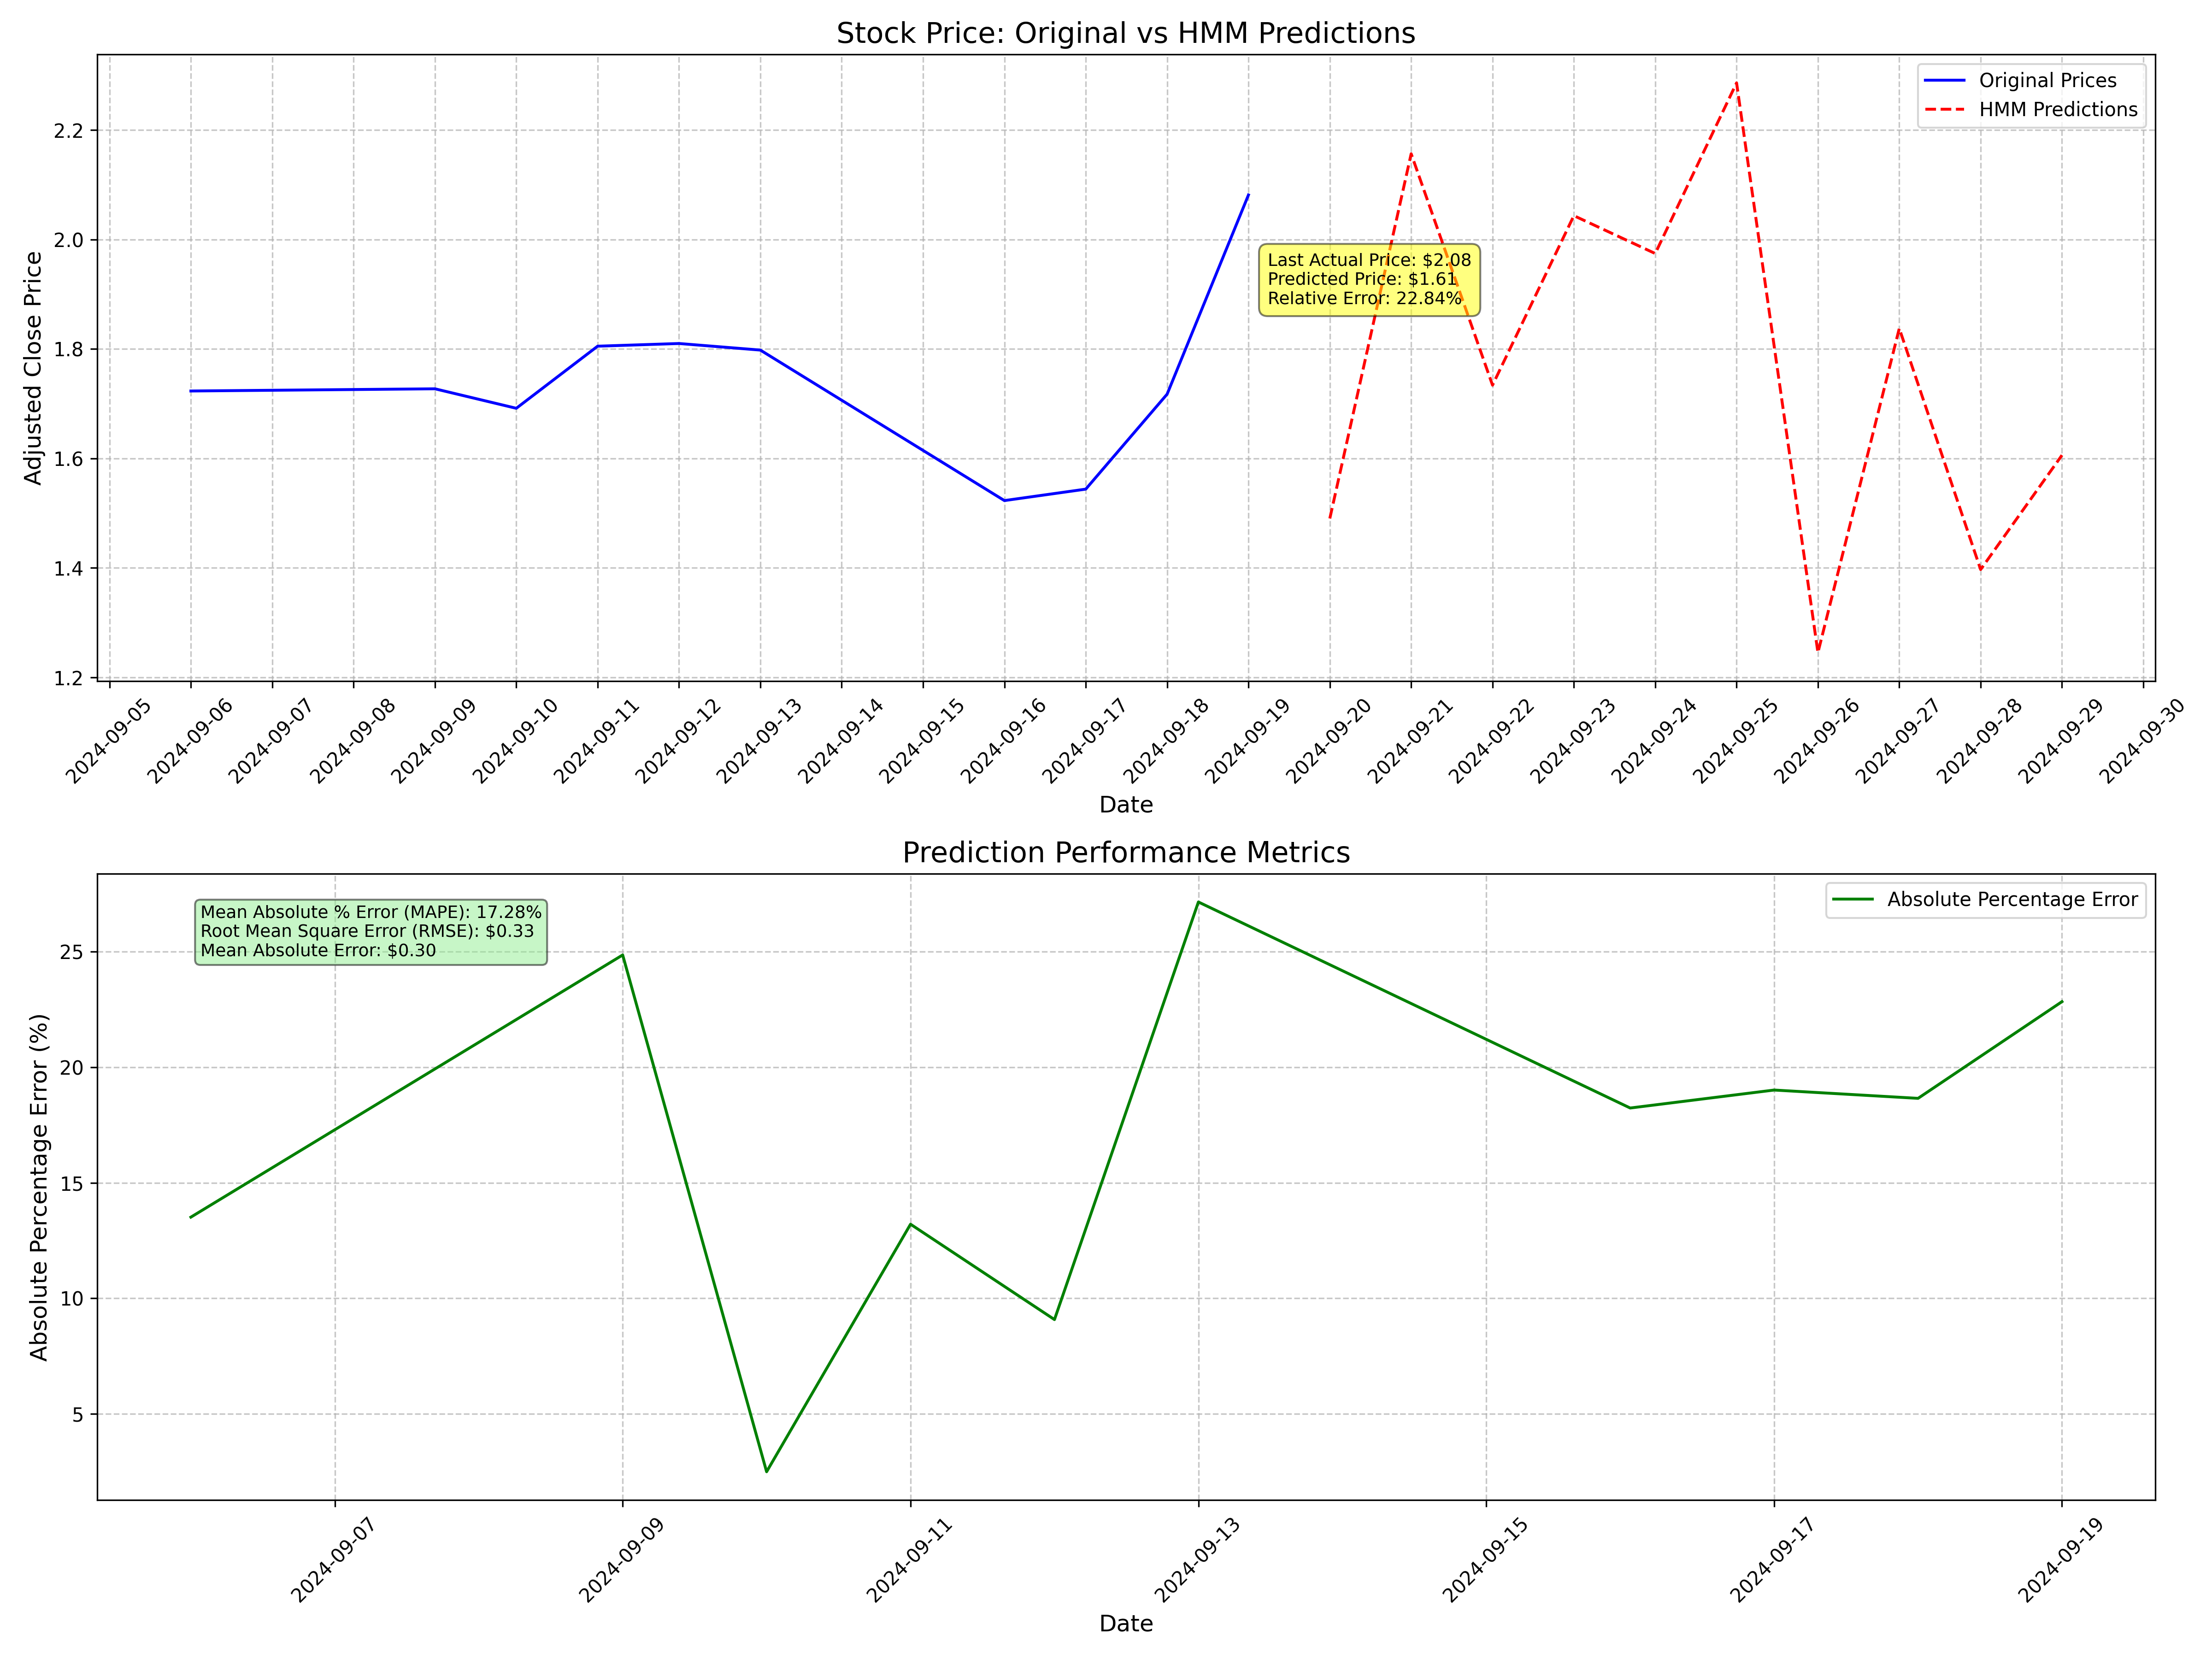 Stock Price: Original vs HMM Predictions
Original Prices
HMM Predictions
2.2
2.0
1.8
1.6
1.4
1.2
Adjusted Close Price
Last Actual Price: $2.08
Predicted Price: $1.61
Relative Error: 22.84%
2024-09-05
2024-09-06
2024-09-07
2024-09-08
2024-09-09
2024-09-10
2024-09-11
2024-09-12
2024-09-13
2024-09-14
2024-09-15
2024-09-16
2024-09-17
2024-09-18
2024-09-19
2024-09-20
2024-09-21
2024-09-22
2024-09-23
2024-09-24
2024-09-25
2024-09-26
2024-09-27
2024-09-28
2024-09-29
2024-09-30
Date
Prediction Performance Metrics
Absolute Percentage Error
Mean Absolute % Error (MAPE): 17.28%
Root Mean Square Error (RMSE): $0.33
Mean Absolute Error: $0.30
25
20
15
10
5
Absolute Percentage Error (%)
2024-09-07
2024-09-09
2024-09-11
2024-09-13
2024-09-15
2024-09-17
2024-09-19
Date